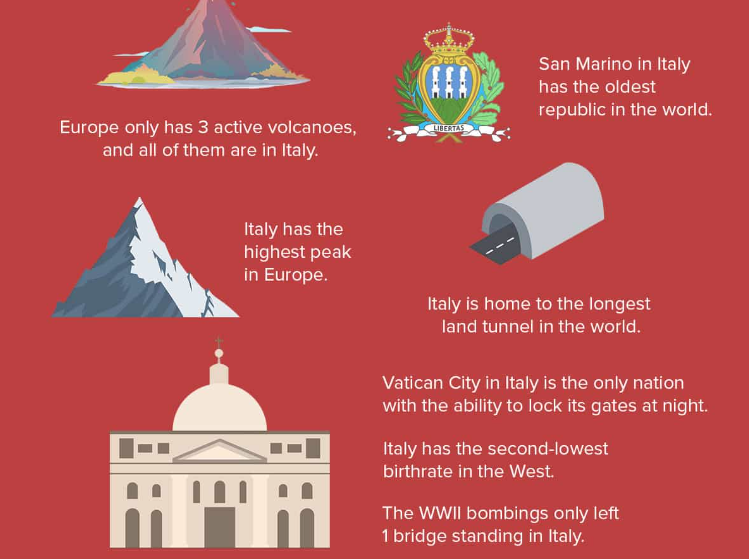 Europe only has 3 active volcanoes,
and all of them are in Italy.
LIBERTAS
San Marino in Italy
has the oldest
republic in the world.
Italy has the
highest peak
in Europe.
Italy is home to the longest
land tunnel in the world.
Vatican City in Italy is the only nation
with the ability to lock its gates at night.
Italy has the second-lowest
birthrate in the West.
The WWII bombings only left
1 bridge standing in Italy.